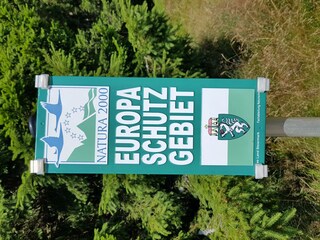 NATURA 2000
EUROPA
SCHUTZ
GEBIET